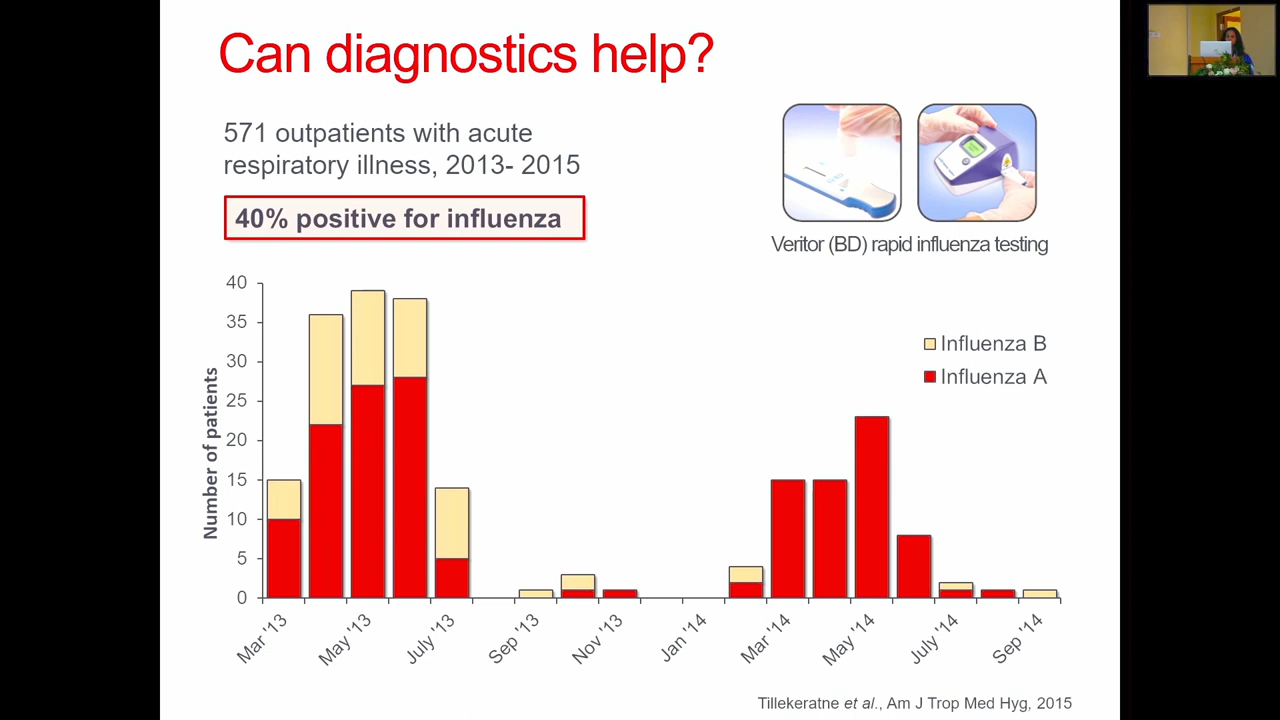 Can diagnostics help?
571 outpatients with acute
respiratory illness, 2013- 2015
40% positive for influenza
Veritor (BD) rapid influenza testing
Number of patients
40
35
30
25
20
15
10
5
0
Influenza B
Influenza A
Mar '13
May '13
July '13
Sep '13
Nov '13
Jan '14
Mar '14
May '14
July '14
Sep '14
Tillekeratne et al., Am J Trop Med Hyg, 2015